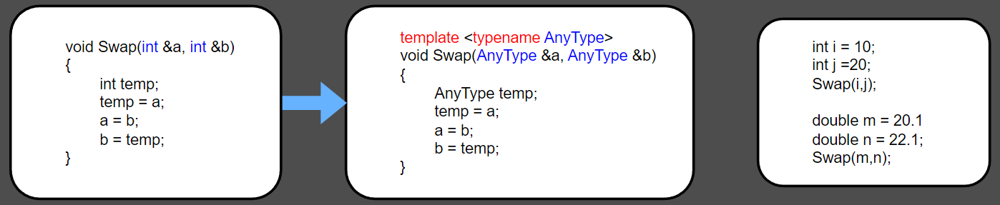 void Swap(int &a, int &b)
{
int temp;
temp = a;
a = b;
b = temp;
}
template <typename AnyType>
void Swap(AnyType &a, AnyType &b)
{
AnyType temp;
temp = a;
a = b;
b = temp;
}
int i = 10;
int j =20;
Swap(i,j);
double m = 20.1
double n = 22.1;
Swap(m,n);